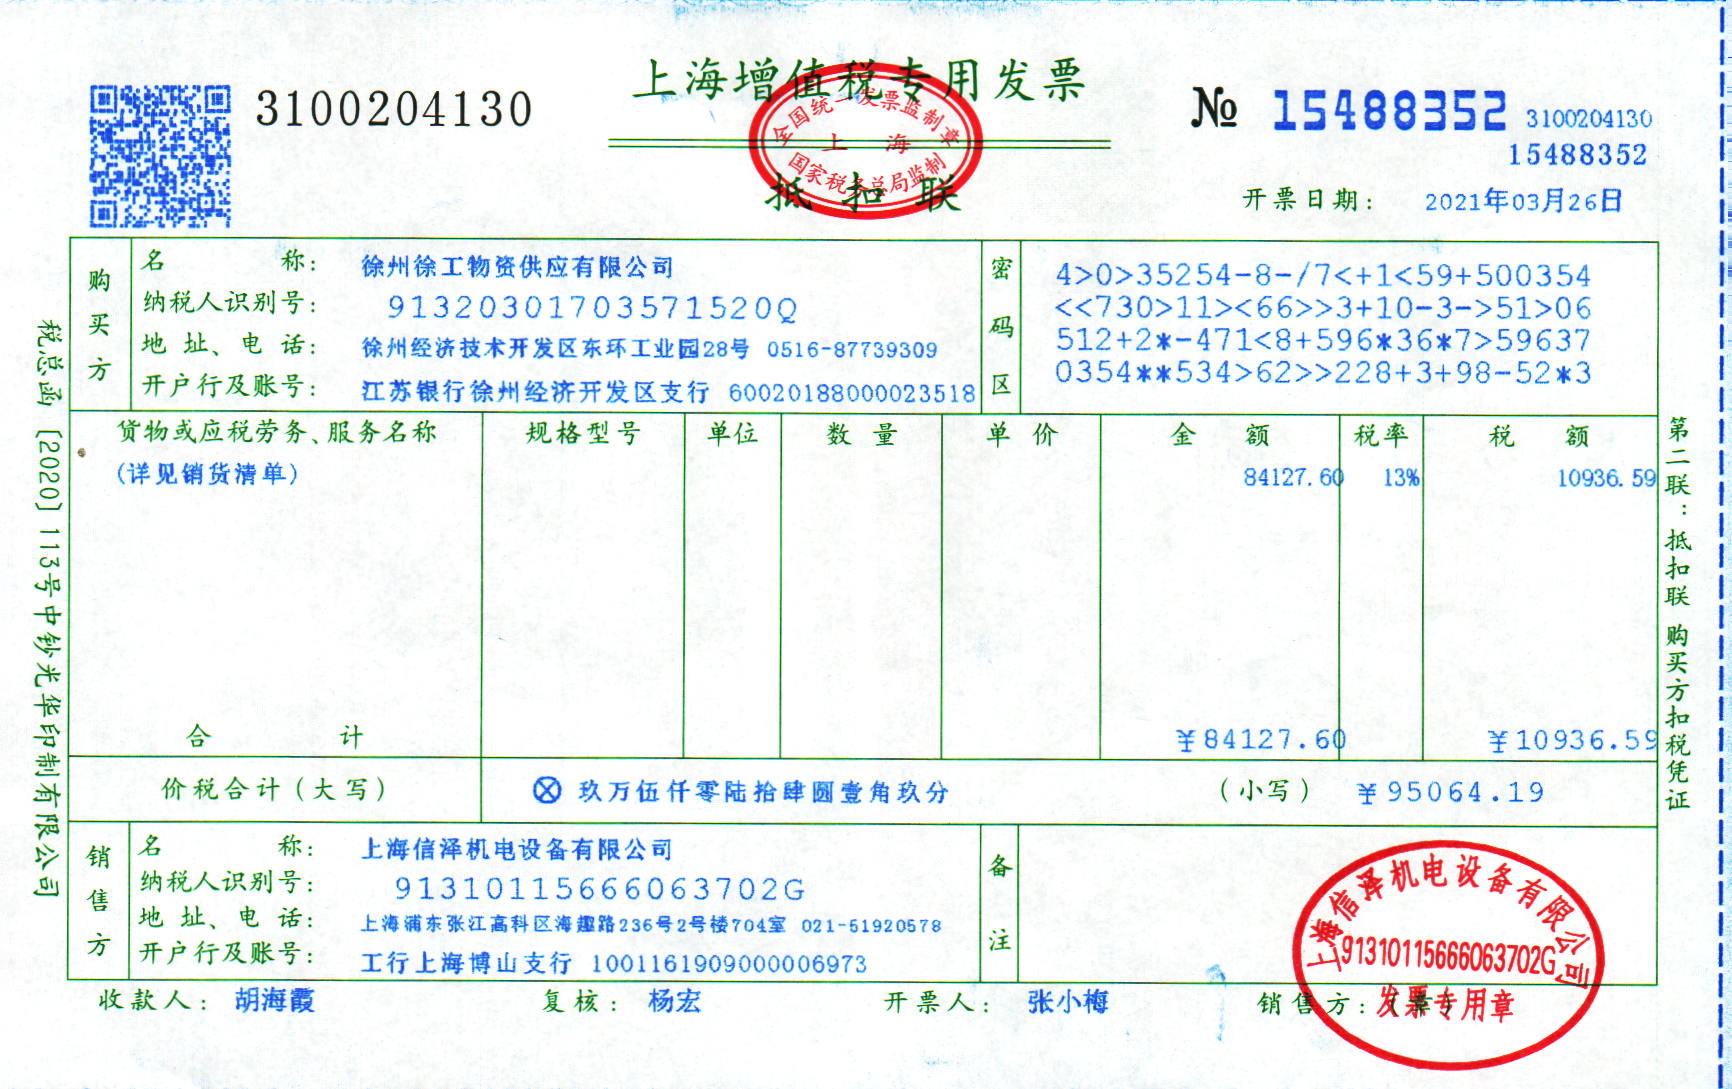 上海增值税专用发票
3100204130
№ 15488352 3100204130
15488352
全国统一发票监制章
上海
国家税务总局监制
抵扣联
开票日期： 2021年03月26日
购买方
名称： 徐州徐工物资供应有限公司
纳税人识别号： 91320301703571520Q
地址、电话： 徐州经济技术开发区东环工业园28号 0516-87739309
开户行及账号： 江苏银行徐州经济开发区支行 60020188000023518
密码区
4>0>35254-8-/7<+1<59+500354
<<730>11><66>>3+10-3->51>06
512+2*-471<8+596*36*7>59637
0354**534>62>>228+3+98-52*3
货物或应税劳务、服务名称 规格型号 单位 数量 单价 金额 税率 税额
(详见销货清单) 84127.60 13% 10936.59
合计 ¥84127.60 ¥10936.59
价税合计（大写） ⊗ 玖万伍仟零陆拾肆圆壹角玖分 （小写） ¥95064.19
销售方
名称： 上海信泽机电设备有限公司
纳税人识别号： 91310115666063702G
地址、电话： 上海浦东张江高科区海趣路236号2号楼704室 021-51920578
开户行及账号： 工行上海博山支行 1001161909000006973
备注
上海信泽机电设备有限公司
91310115666063702G
发票专用章
收款人： 胡海霞 复核： 杨宏 开票人： 张小梅 销售方：（章）
税总函〔2020〕113号中钞光华印制有限公司
第二联：抵扣联 购买方扣税凭证